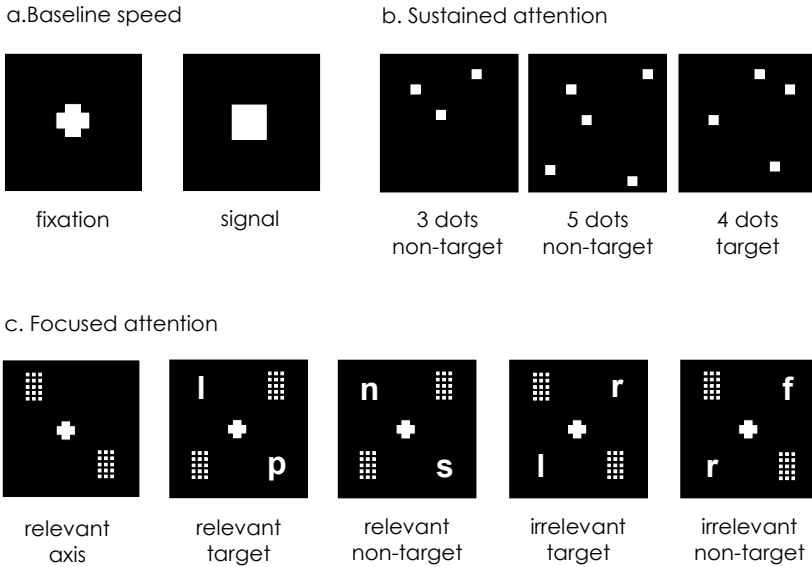 a.Baseline speed
b. Sustained attention
fixation
signal
3 dots
non-target
5 dots
non-target
4 dots
target
c. Focused attention
l
p
n
s
r
l
f
r
relevant
axis
relevant
target
relevant
non-target
irrelevant
target
irrelevant
non-target